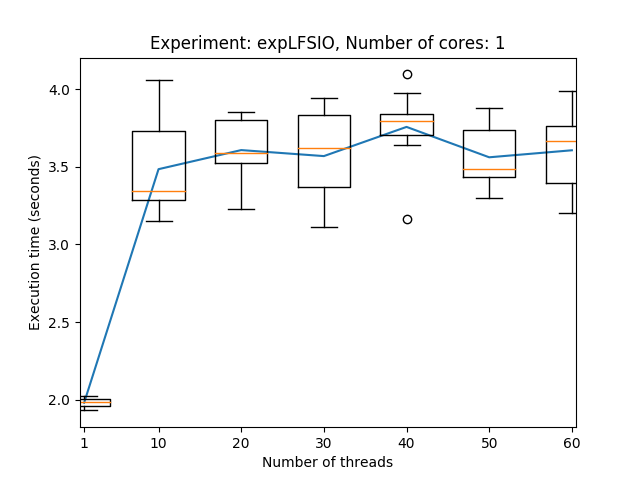 Experiment: expLFSIO, Number of cores: 1
Execution time (seconds)
4.0
3.5
3.0
2.5
2.0
1 10 20 30 40 50 60
Number of threads